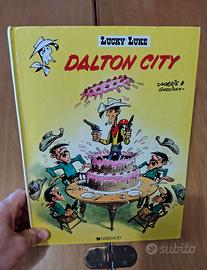 LUCKY LUKE
DALTON CITY
MORRIS &
GOSCINNY
DARGAUD
subito